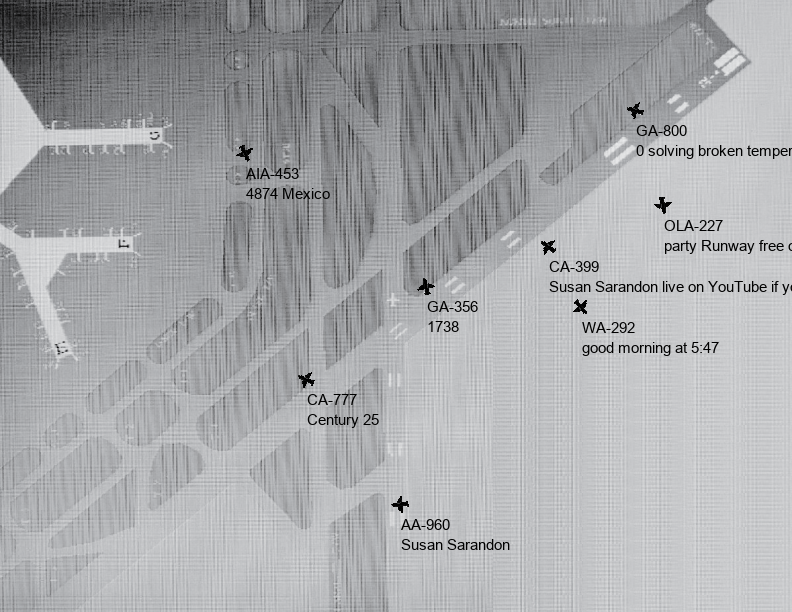 G
F
E
GA-800
0 solving broken temper
AIA-453
4874 Mexico
OLA-227
party Runway free
CA-399
Susan Sarandon live on YouTube if
GA-356
1738
WA-292
good morning at 5:47
CA-777
Century 25
AA-960
Susan Sarandon